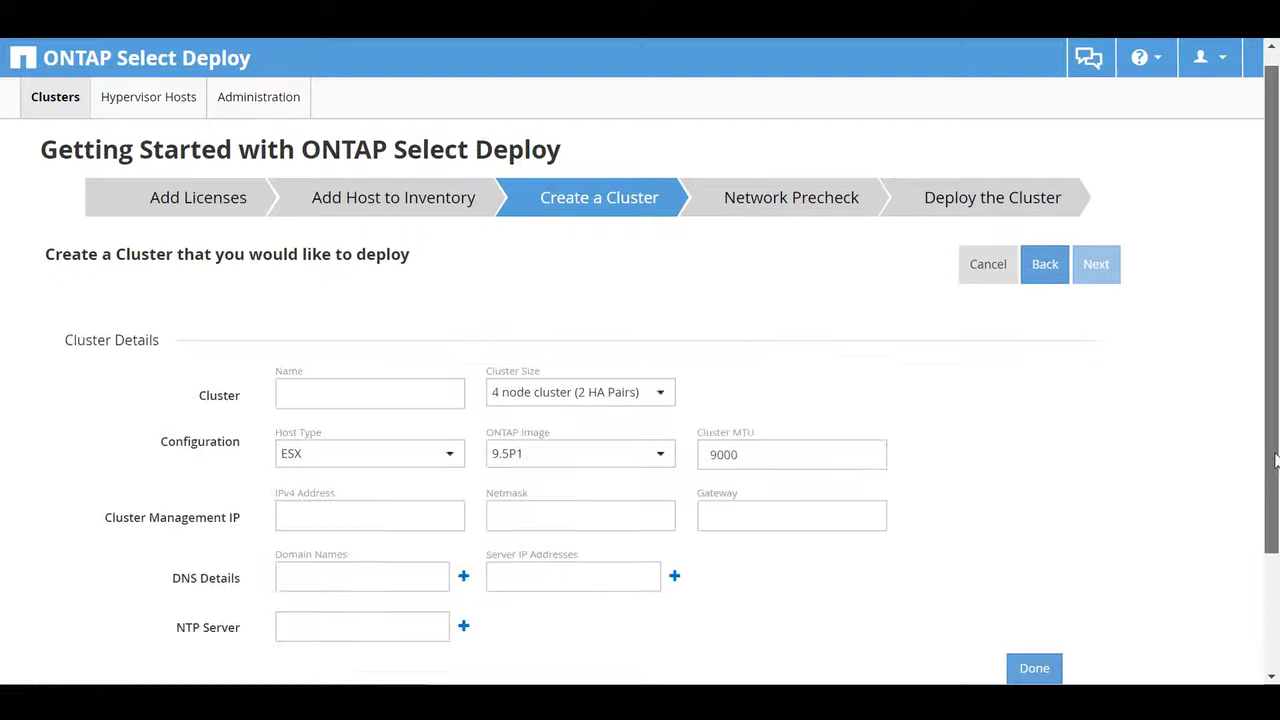 ONTAP Select Deploy
Clusters Hypervisor Hosts Administration
Getting Started with ONTAP Select Deploy
Add Licenses Add Host to Inventory Create a Cluster Network Precheck Deploy the Cluster
Create a Cluster that you would like to deploy
Cancel Back Next
Cluster Details
Name Cluster Size
Cluster 4 node cluster (2 HA Pairs)
Host Type ONTAP Image Cluster MTU
Configuration ESX 9.5P1 9000
IPv4 Address Netmask Gateway
Cluster Management IP
Domain Names Server IP Addresses
DNS Details
NTP Server
Done